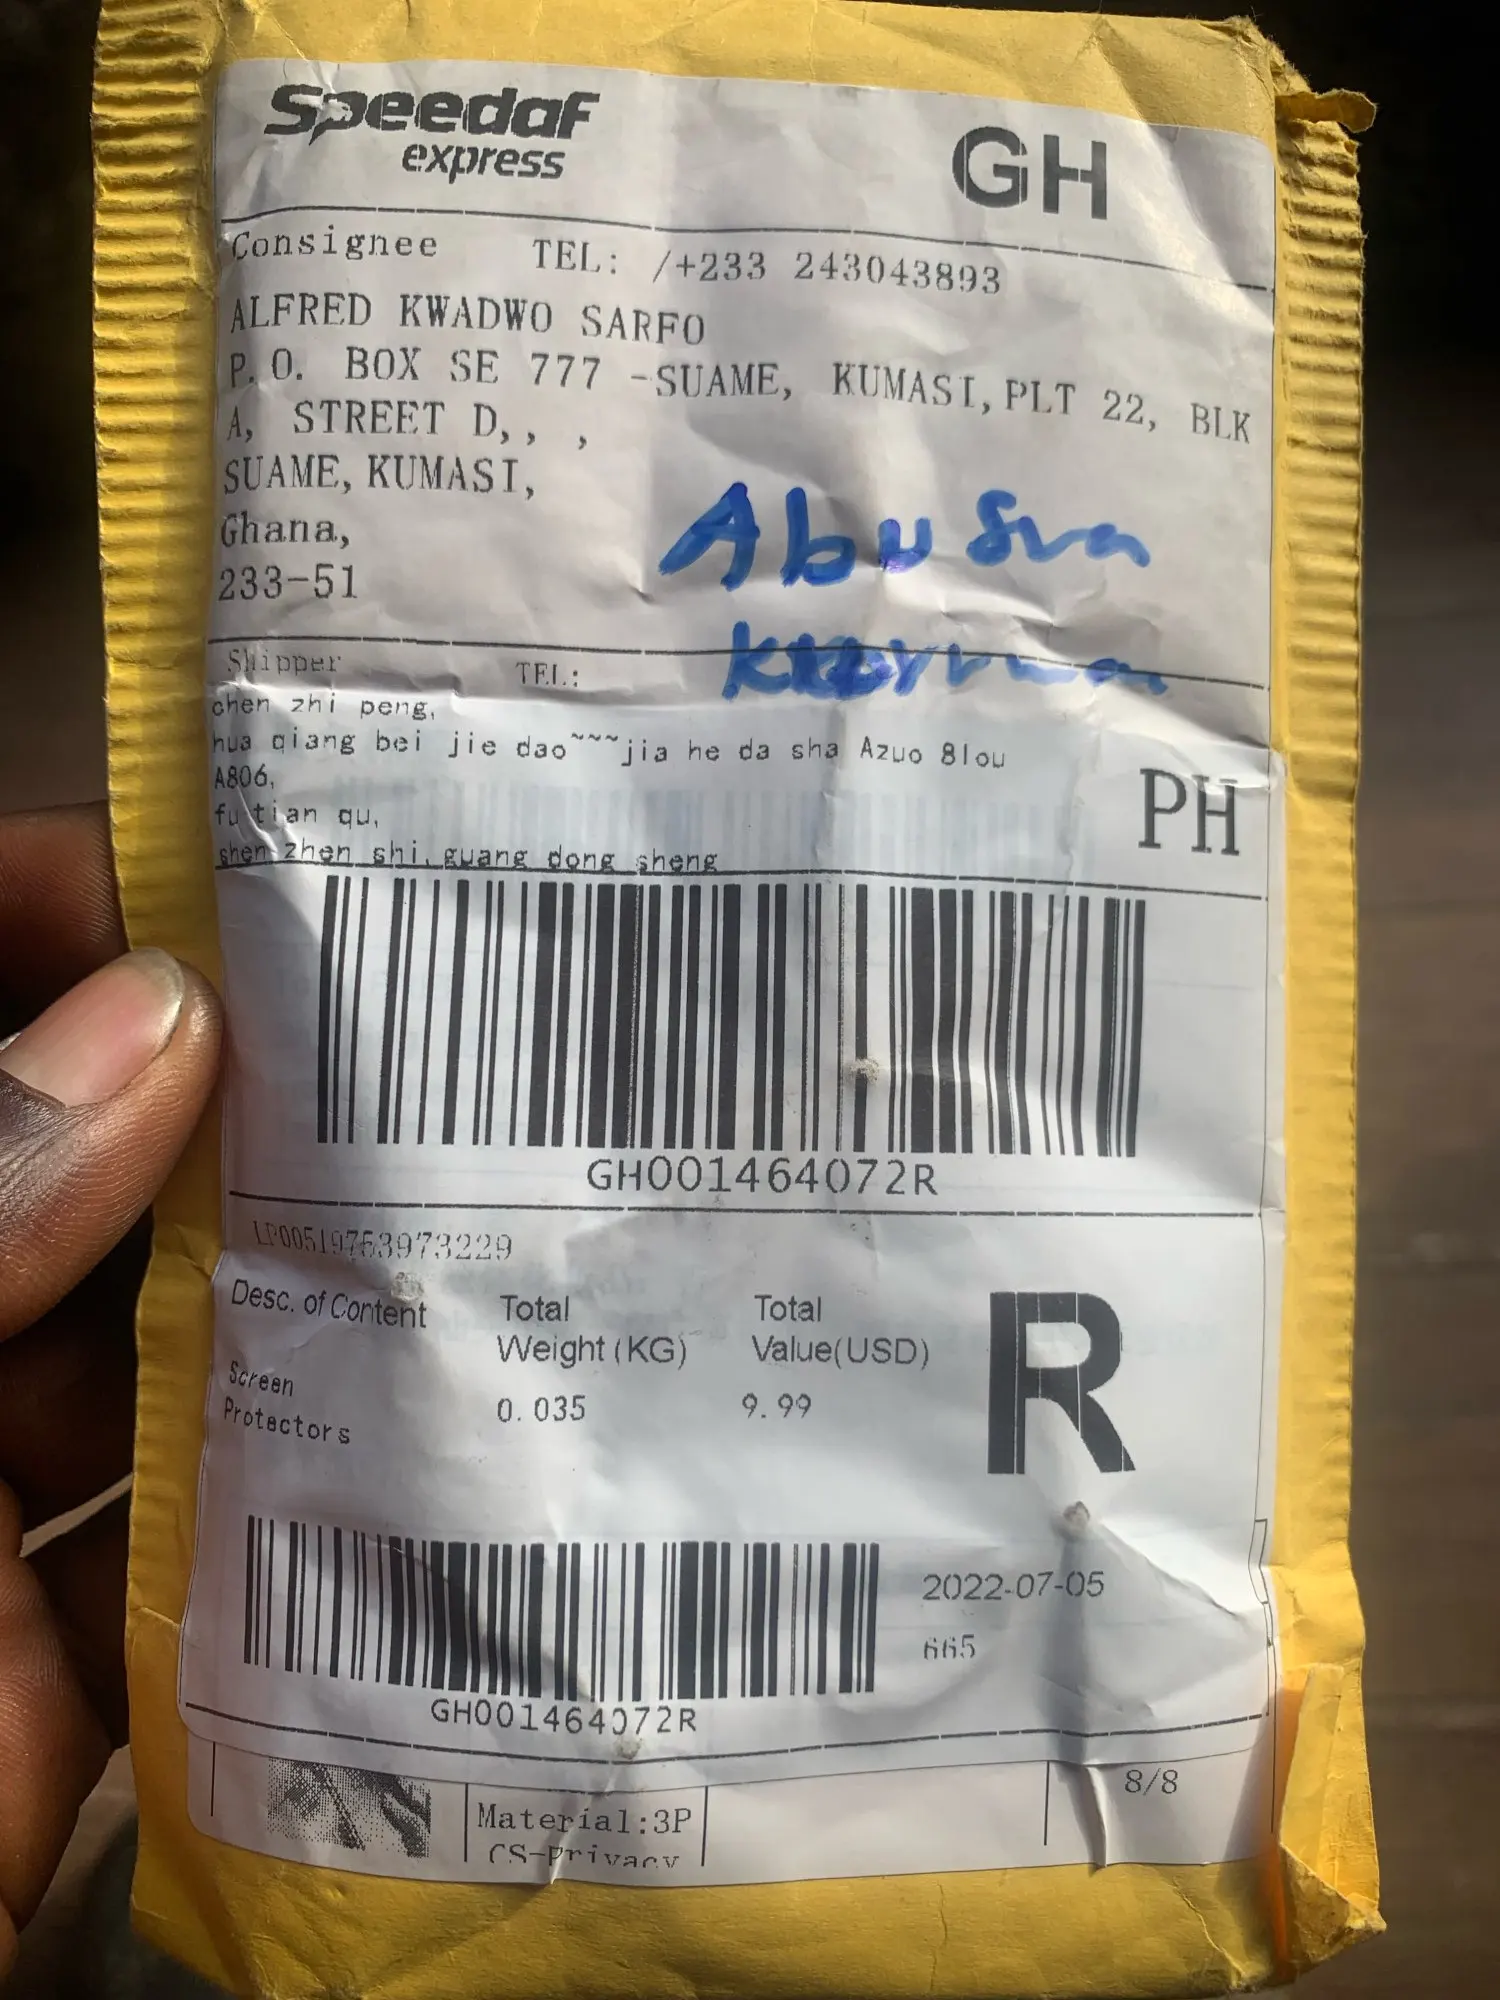 Speedaf
express
GH
Consignee TEL: /+233 243043893
ALFRED KWADWO SARFO
P.O. BOX SE 777 -SUAME, KUMASI, PLT 22, BLK
A, STREET D, , ,
SUAME, KUMASI,
Ghana,
233-51
Abusua
Shipper TEL:
chen zhi peng,
hua qiang bei jie dao~~~jia he da sha Azuo 8lou
A806,
fu tian qu,
shen zhen shi, guang dong sheng
PH
GH001464072R
LP00519753973229
Desc. of Content Total Weight (KG) Total Value(USD)
Screen Protectors 0.035 9.99
R
2022-07-05
665
GH001464072R
8/8
Material:3P
CS-Privacy